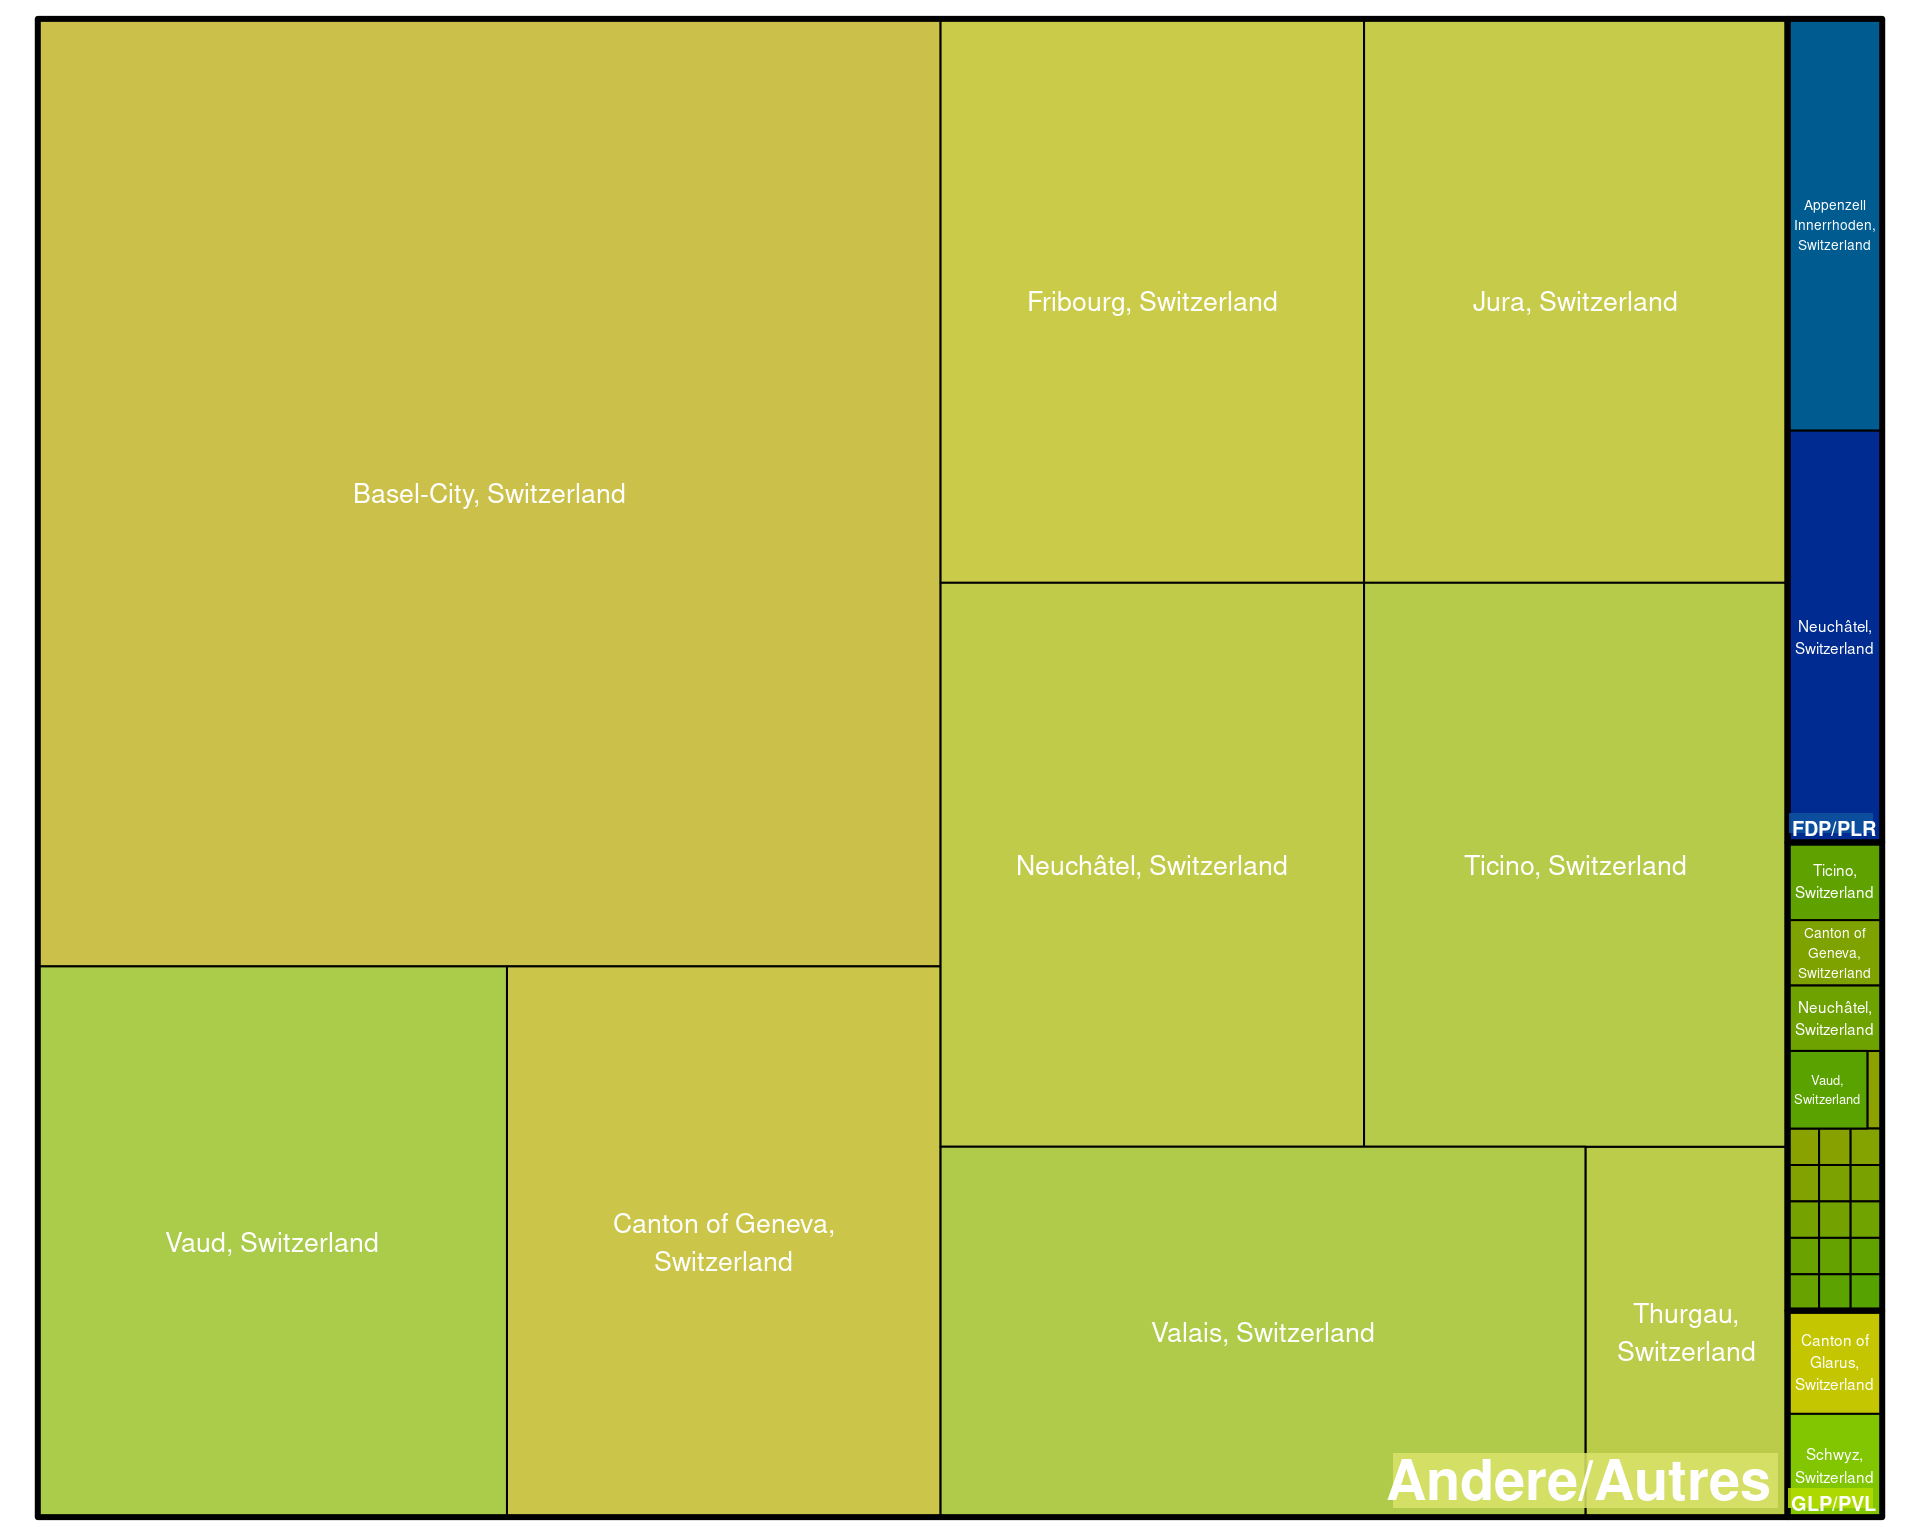 Basel-City, Switzerland
Fribourg, Switzerland
Jura, Switzerland
Neuchâtel, Switzerland
Ticino, Switzerland
Vaud, Switzerland
Canton of Geneva,
Switzerland
Valais, Switzerland
Thurgau,
Switzerland
Andere/Autres
Appenzell
Innerrhoden,
Switzerland
Neuchâtel,
Switzerland
FDP/PLR
Ticino,
Switzerland
Canton of
Geneva,
Switzerland
Neuchâtel,
Switzerland
Vaud,
Switzerland
Canton of
Glarus,
Switzerland
Schwyz,
Switzerland
GLP/PVL